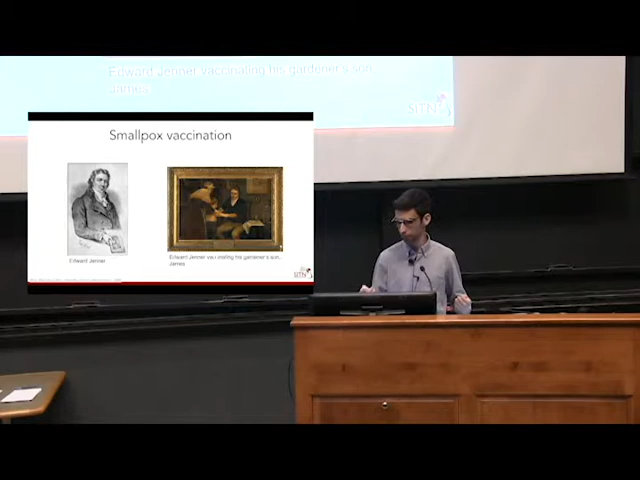 Edward Jenner vaccinating his gardener's son,
James
SITN
Smallpox vaccination
Edward Jenner
Edward Jenner vaccinating his gardener's son,
James
SITN